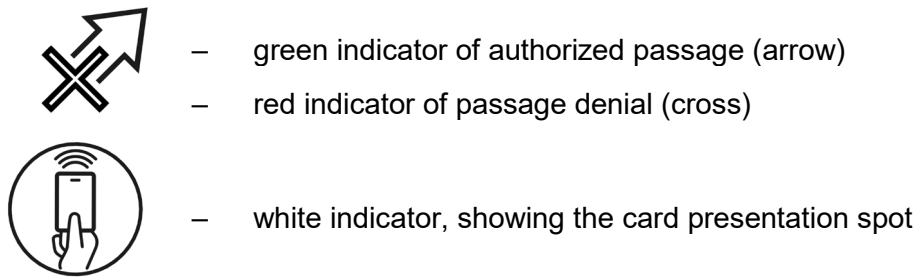 – green indicator of authorized passage (arrow)
– red indicator of passage denial (cross)
– white indicator, showing the card presentation spot